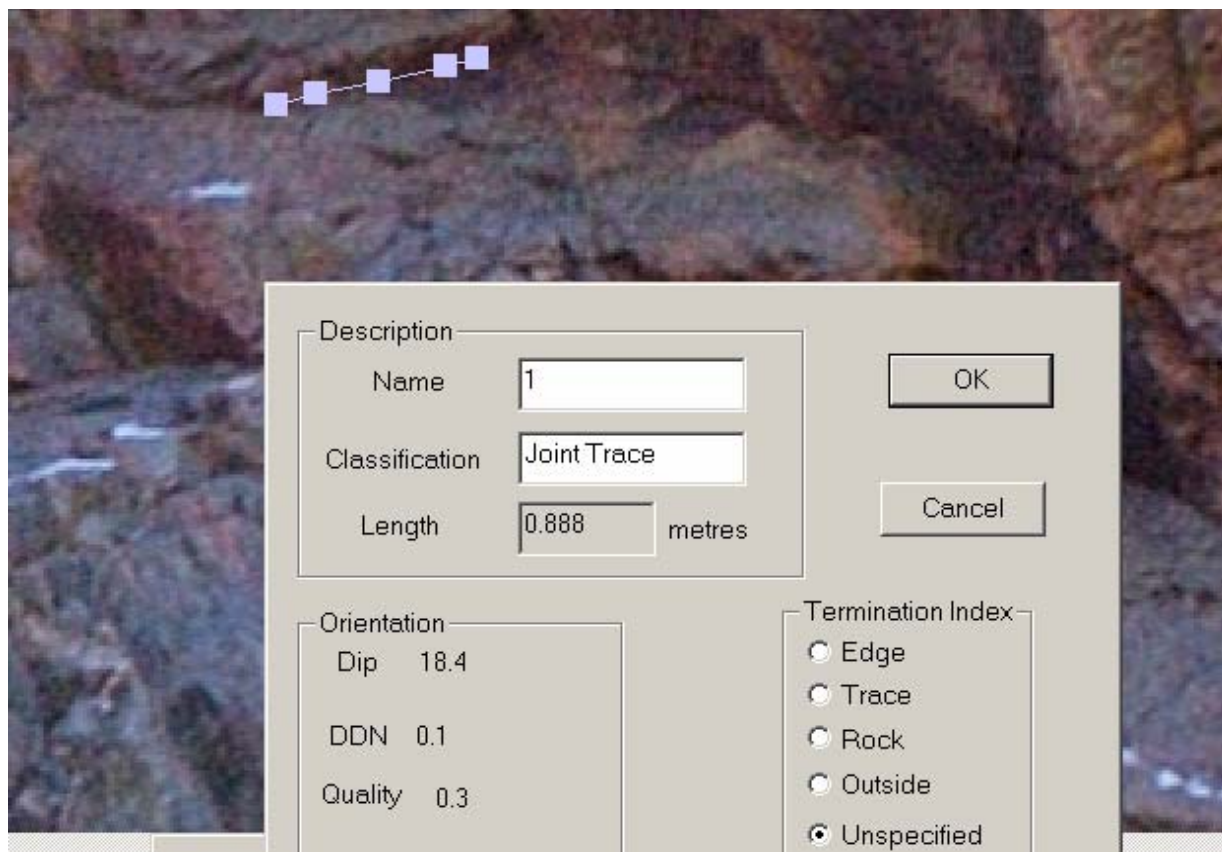 Description
Name 1
OK
Classification Joint Trace
Length 0.888 metres
Cancel
Orientation
Dip 18.4
DDN 0.1
Quality 0.3
Termination Index
Edge
Trace
Rock
Outside
Unspecified